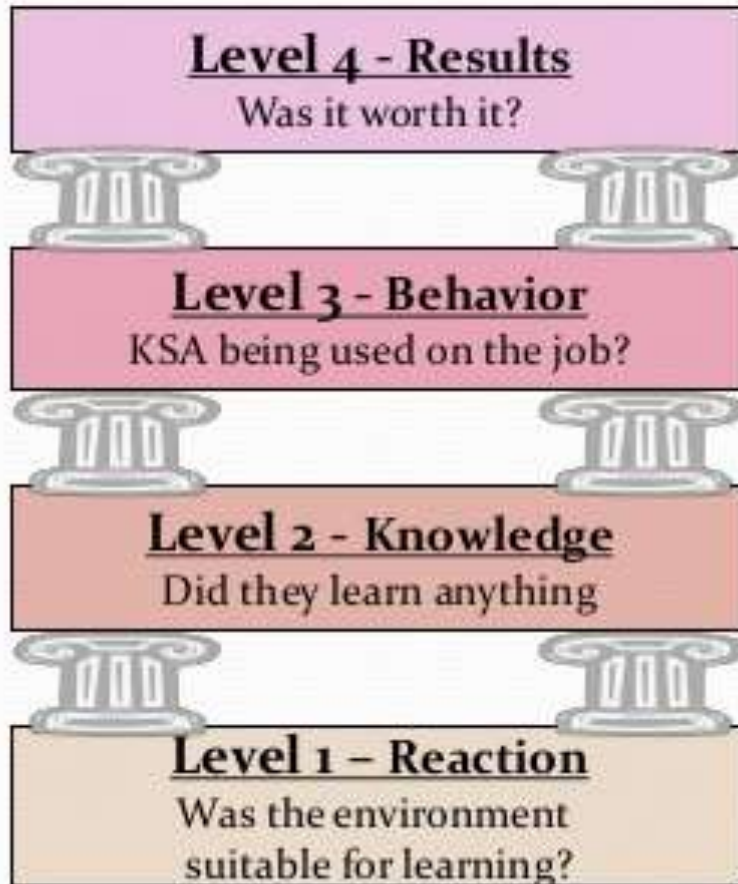 Level 4 - Results
Was it worth it?
Level 3 - Behavior
KSA being used on the job?
Level 2 - Knowledge
Did they learn anything
Level 1 – Reaction
Was the environment
suitable for learning?